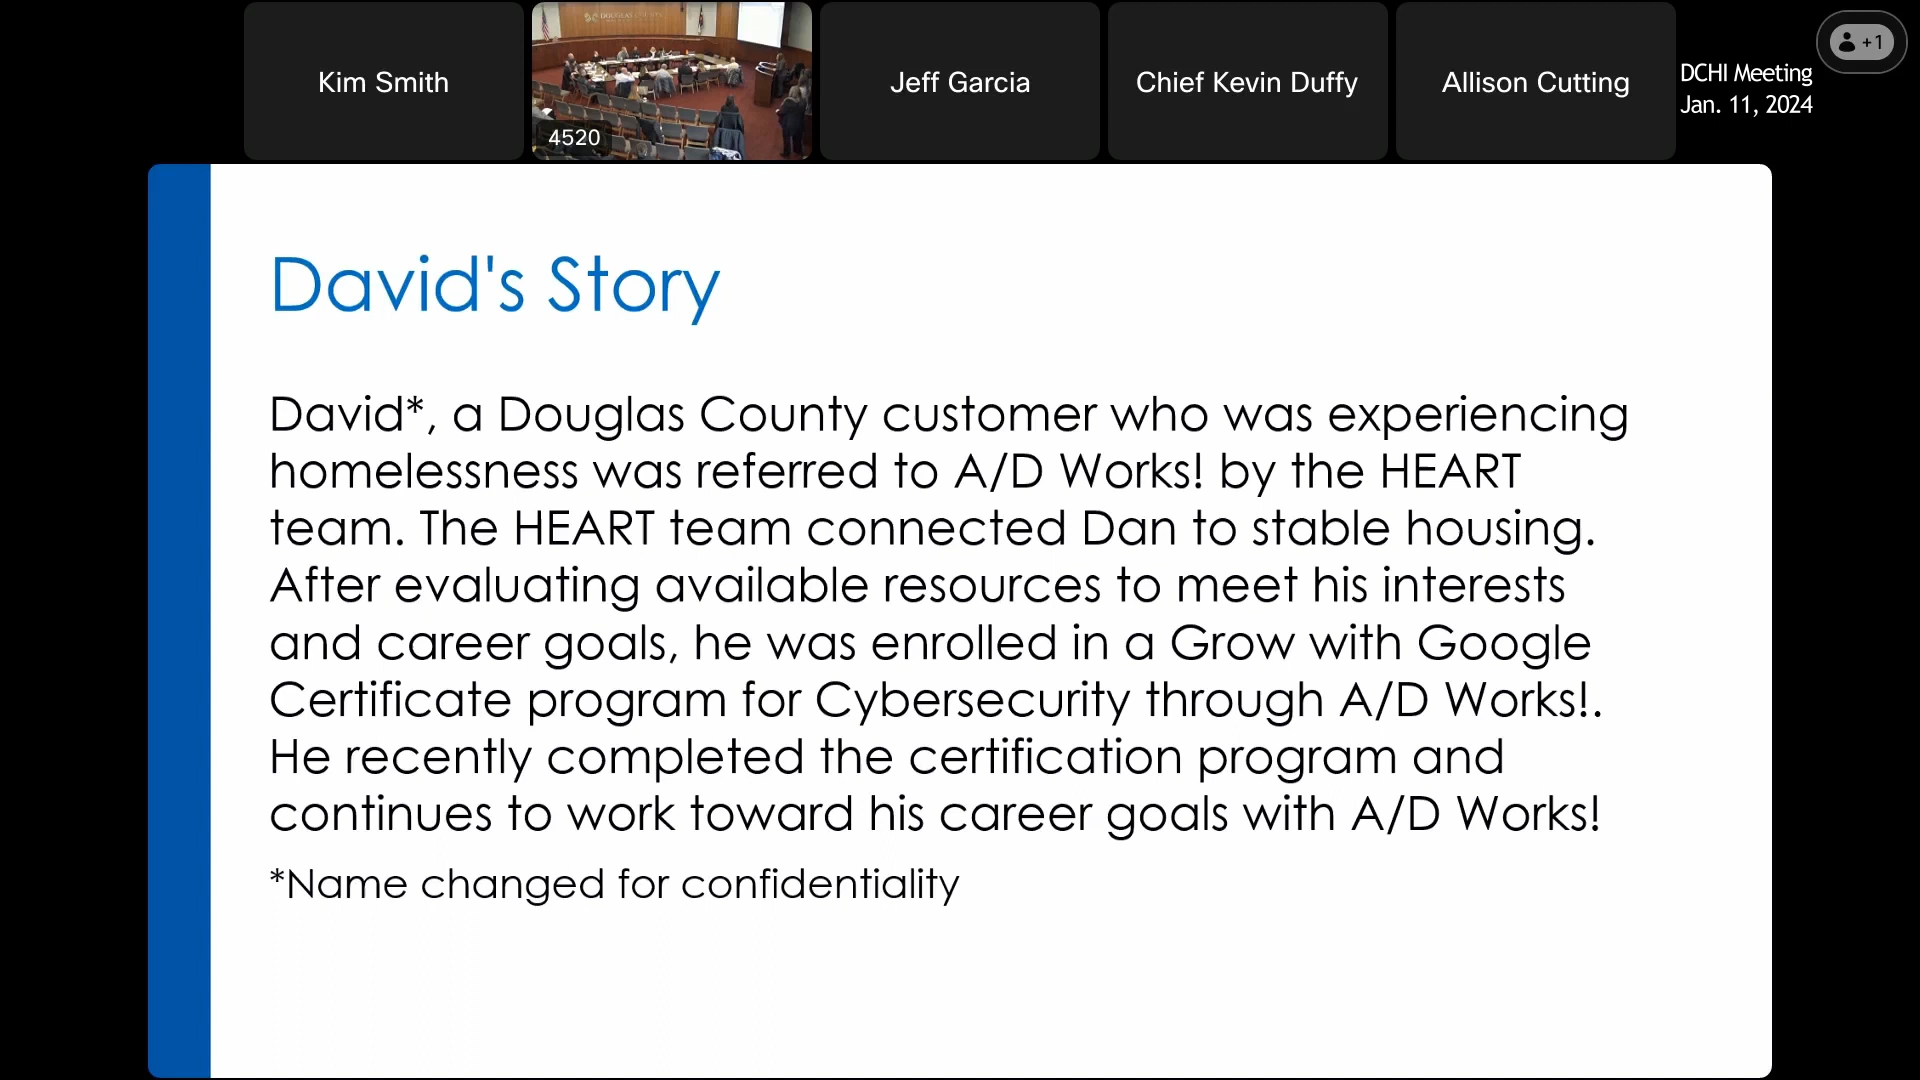 Kim Smith
DOUGLAS COUNTY
4520
Jeff Garcia
Chief Kevin Duffy
Allison Cutting
DCHI Meeting
Jan. 11, 2024
+1
David's Story
David*, a Douglas County customer who was experiencing
homelessness was referred to A/D Works! by the HEART
team. The HEART team connected Dan to stable housing.
After evaluating available resources to meet his interests
and career goals, he was enrolled in a Grow with Google
Certificate program for Cybersecurity through A/D Works!.
He recently completed the certification program and
continues to work toward his career goals with A/D Works!
*Name changed for confidentiality